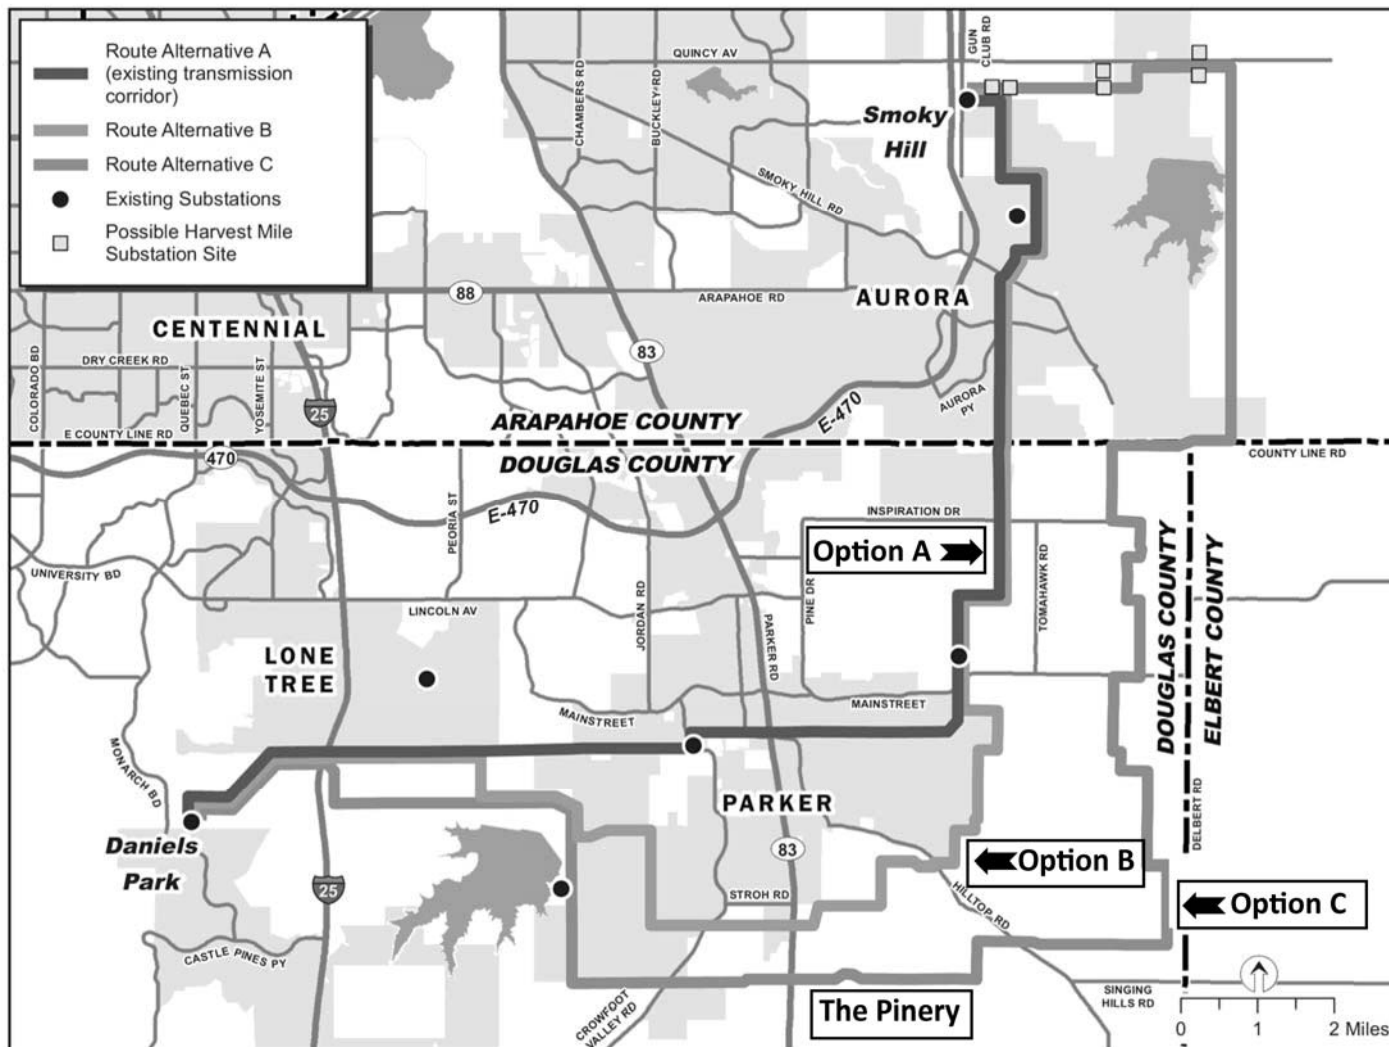 Route Alternative A
(existing transmission
corridor)
Route Alternative B
Route Alternative C
Existing Substations
Possible Harvest Mile
Substation Site
QUINCY AV
GUN
CLUB RD
CHAMBERS RD
BUCKLEY RD
Smoky
Hill
SMOKY HILL RD
88
ARAPAHOE RD
AURORA
CENTENNIAL
83
DRY CREEK RD
COLORADO BD
QUEBEC ST
YOSEMITE ST
25
AURORA
PY
E-470
ARAPAHOE COUNTY
E COUNTY LINE RD
470
DOUGLAS COUNTY
COUNTY LINE RD
PEORIA ST
E-470
INSPIRATION DR
Option A
DOUGLAS COUNTY
ELBERT COUNTY
UNIVERSITY BD
LINCOLN AV
JORDAN RD
PARKER RD
PINE DR
TOMAHAWK RD
LONE
TREE
MAINSTREET
MAINSTREET
MONARCH BD
PARKER
DELBERT RD
Daniels
Park
83
Option B
25
STROH RD
HILLTOP RD
Option C
CASTLE PINES PY
CROWFOOT
VALLEY RD
The Pinery
SINGING
HILLS RD
0 1 2 Miles